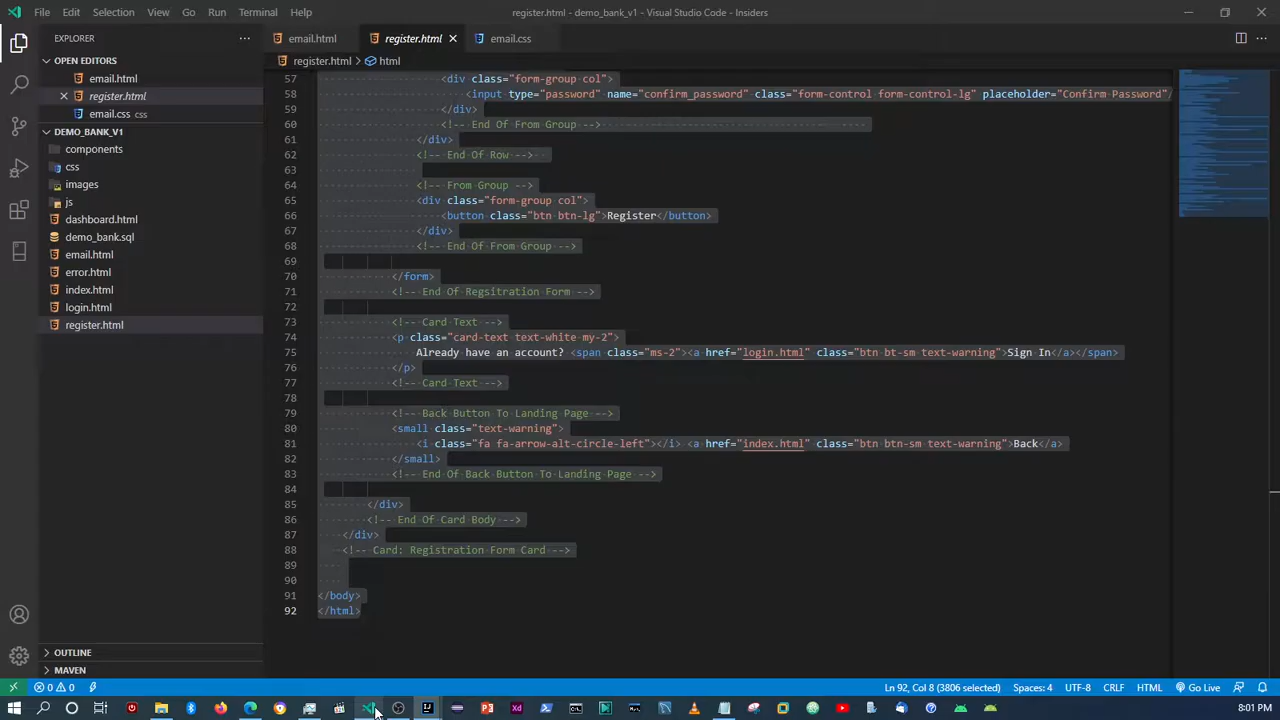 File Edit Selection View Go Run Terminal Help
register.html - demo_bank_v1 - Visual Studio Code - Insiders
EXPLORER
OPEN EDITORS
email.html
register.html
email.css css
DEMO_BANK_V1
components
css
images
js
dashboard.html
demo_bank.sql
email.html
error.html
index.html
login.html
register.html
OUTLINE
MAVEN
email.html register.html email.css
register.html html
57 <div class="form-group col">
58 <input type="password" name="confirm_password" class="form-control form-control-lg" placeholder="Confirm Password"/
59 </div>
60 <!-- End Of From Group -->
61 </div>
62 <!-- End Of Row -->
63
64 <!-- From Group -->
65 <div class="form-group col">
66 <button class="btn btn-lg">Register</button>
67 </div>
68 <!-- End Of From Group -->
69
70 </form>
71 <!-- End Of Regsitration Form -->
72
73 <!-- Card Text -->
74 <p class="card-text text-white my-2">
75 Already have an account? <span class="ms-2"><a href="login.html" class="btn bt-sm text-warning">Sign In</a></span>
76 </p>
77 <!-- Card Text -->
78
79 <!-- Back Button To Landing Page -->
80 <small class="text-warning">
81 <i class="fa fa-arrow-alt-circle-left"></i> <a href="index.html" class="btn btn-sm text-warning">Back</a>
82 </small>
83 <!-- End Of Back Button To Landing Page -->
84
85 </div>
86 <!-- End Of Card Body -->
87 </div>
88 <!-- Card: Registration Form Card -->
89
90
91 </body>
92 </html>
0 0 Ln 92, Col 8 (3806 selected) Spaces: 4 UTF-8 CRLF HTML Go Live
8:01 PM